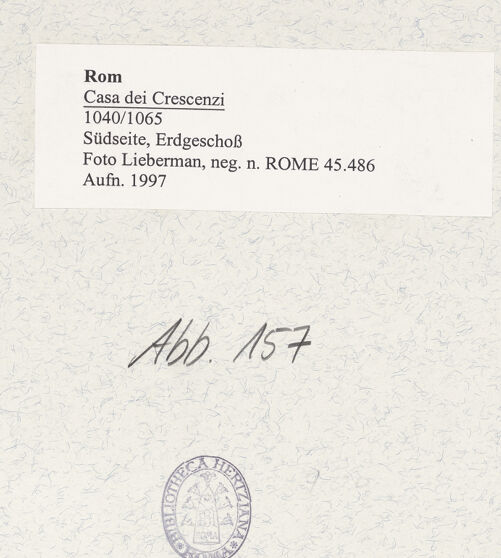 Rom
Casa dei Crescenzi
1040/1065
Südseite, Erdgeschoß
Foto Lieberman, neg. n. ROME 45.486
Aufn. 1997
Abb. 157
BIBLIOTHECA HERTZIANA
ROMA